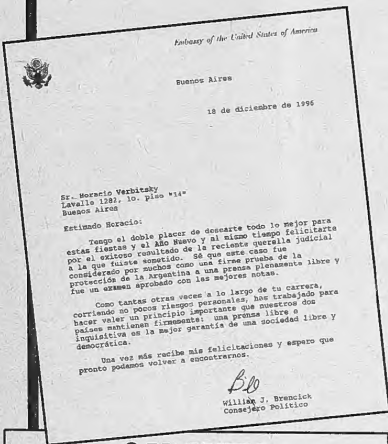 Embassy of the United States of America
Buenos Aires
18 de diciembre de 1996
Sr. Horacio Verbitsky
Lavalle 1282, 1o. piso "14"
Buenos Aires
Estimado Horacio:
Tengo el doble placer de desearte todo lo mejor para
estas fiestas y el Año Nuevo y al mismo tiempo felicitarte
por el exitoso resultado de la reciente querella judicial
a la que fuiste sometido. Sé que este caso fue
considerado por muchos como una firme prueba de la
protección de la Argentina a una prensa plenamente libre y
fue un examen aprobado con las mejores notas.
Como tantas otras veces a lo largo de tu carrera,
corriendo no pocos riesgos personales, has trabajado para
hacer valer un principio importante que nuestros dos
países mantienen firmemente: una prensa libre e
inquisitiva es la mejor garantía de una sociedad libre y
democrática.
Una vez más recibe mis felicitaciones y espero que
pronto podamos volver a encontrarnos.
Bill
William J. Brencick
Consejero Político